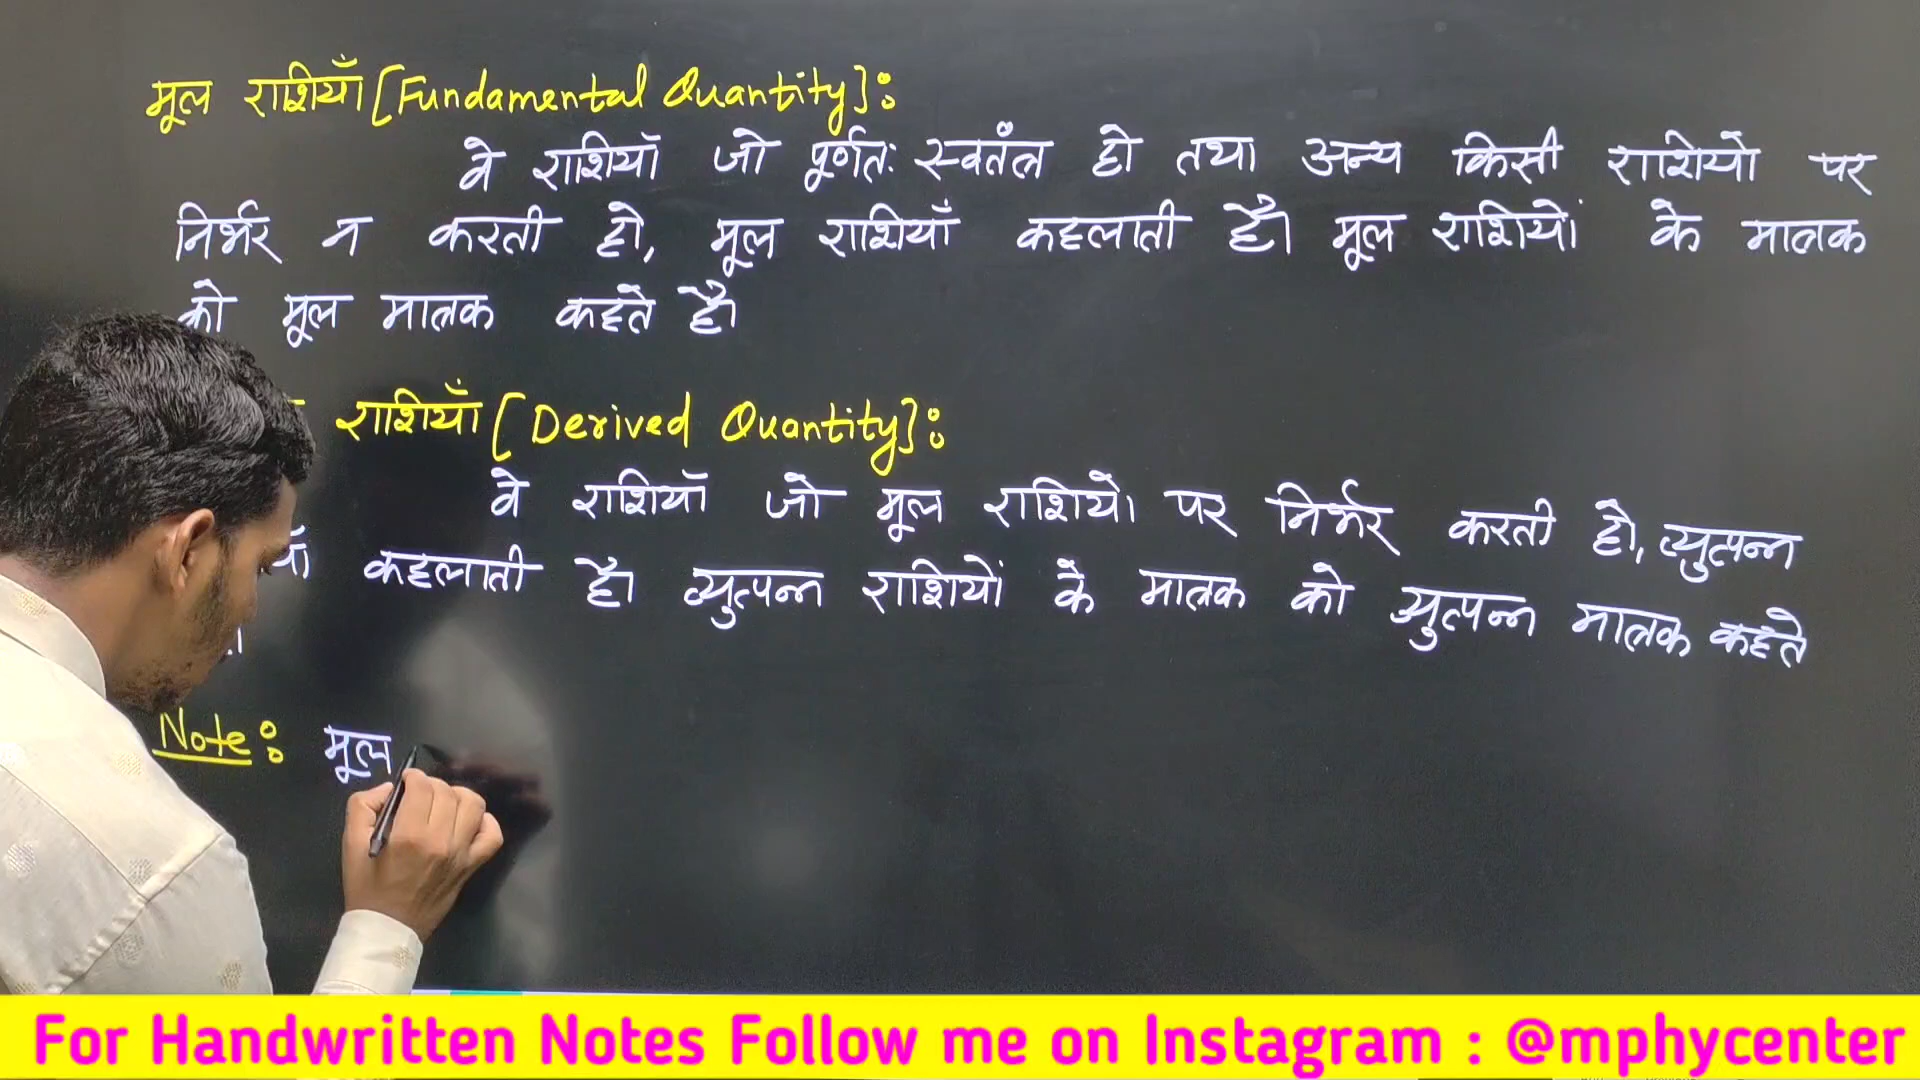 मूल राशियाँ [Fundamental Quantity]:
वे राशियाँ जो पूर्णतः स्वतंत्र हो तथा अन्य किसी राशियों पर
निर्भर न करती हो, मूल राशियाँ कहलाती है। मूल राशियों के मात्रक
को मूल मात्रक कहते है।
राशियाँ [Derived Quantity]:
वे राशियाँ जो मूल राशियों पर निर्भर करती हो, व्युत्पन्न
कहलाती है। व्युत्पन्न राशियों के मात्रक को व्युत्पन्न मात्रक कहते
Note: मूल
For Handwritten Notes Follow me on Instagram : @mphycenter